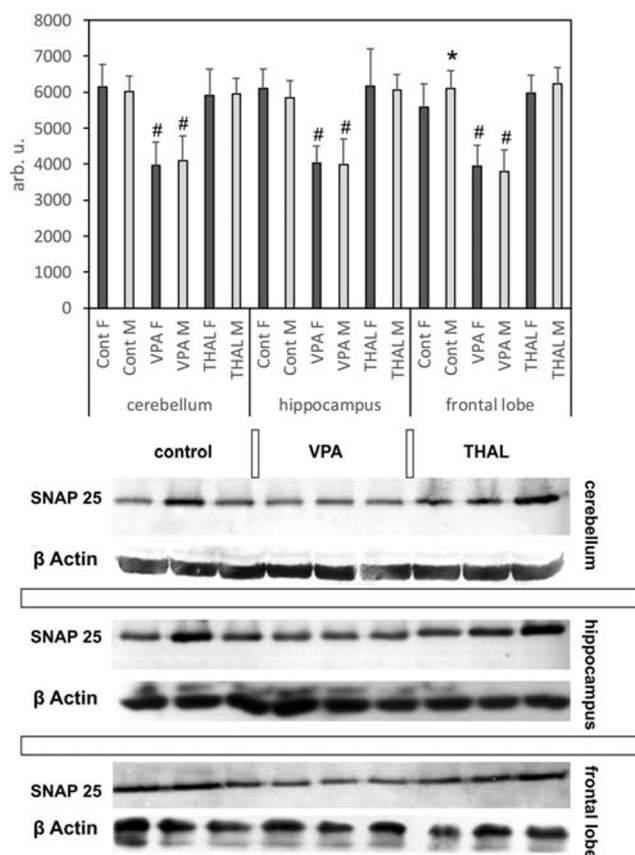 8000
7000
6000
5000
4000
3000
2000
1000
0
arb. u.
# # # # * # #
Cont F Cont M VPA F VPA M THAL F THAL M Cont F Cont M VPA F VPA M THAL F THAL M Cont F Cont M VPA F VPA M THAL F THAL M
cerebellum hippocampus frontal lobe
control VPA THAL
SNAP 25
β Actin
cerebellum
SNAP 25
β Actin
hippocampus
SNAP 25
β Actin
frontal lobe